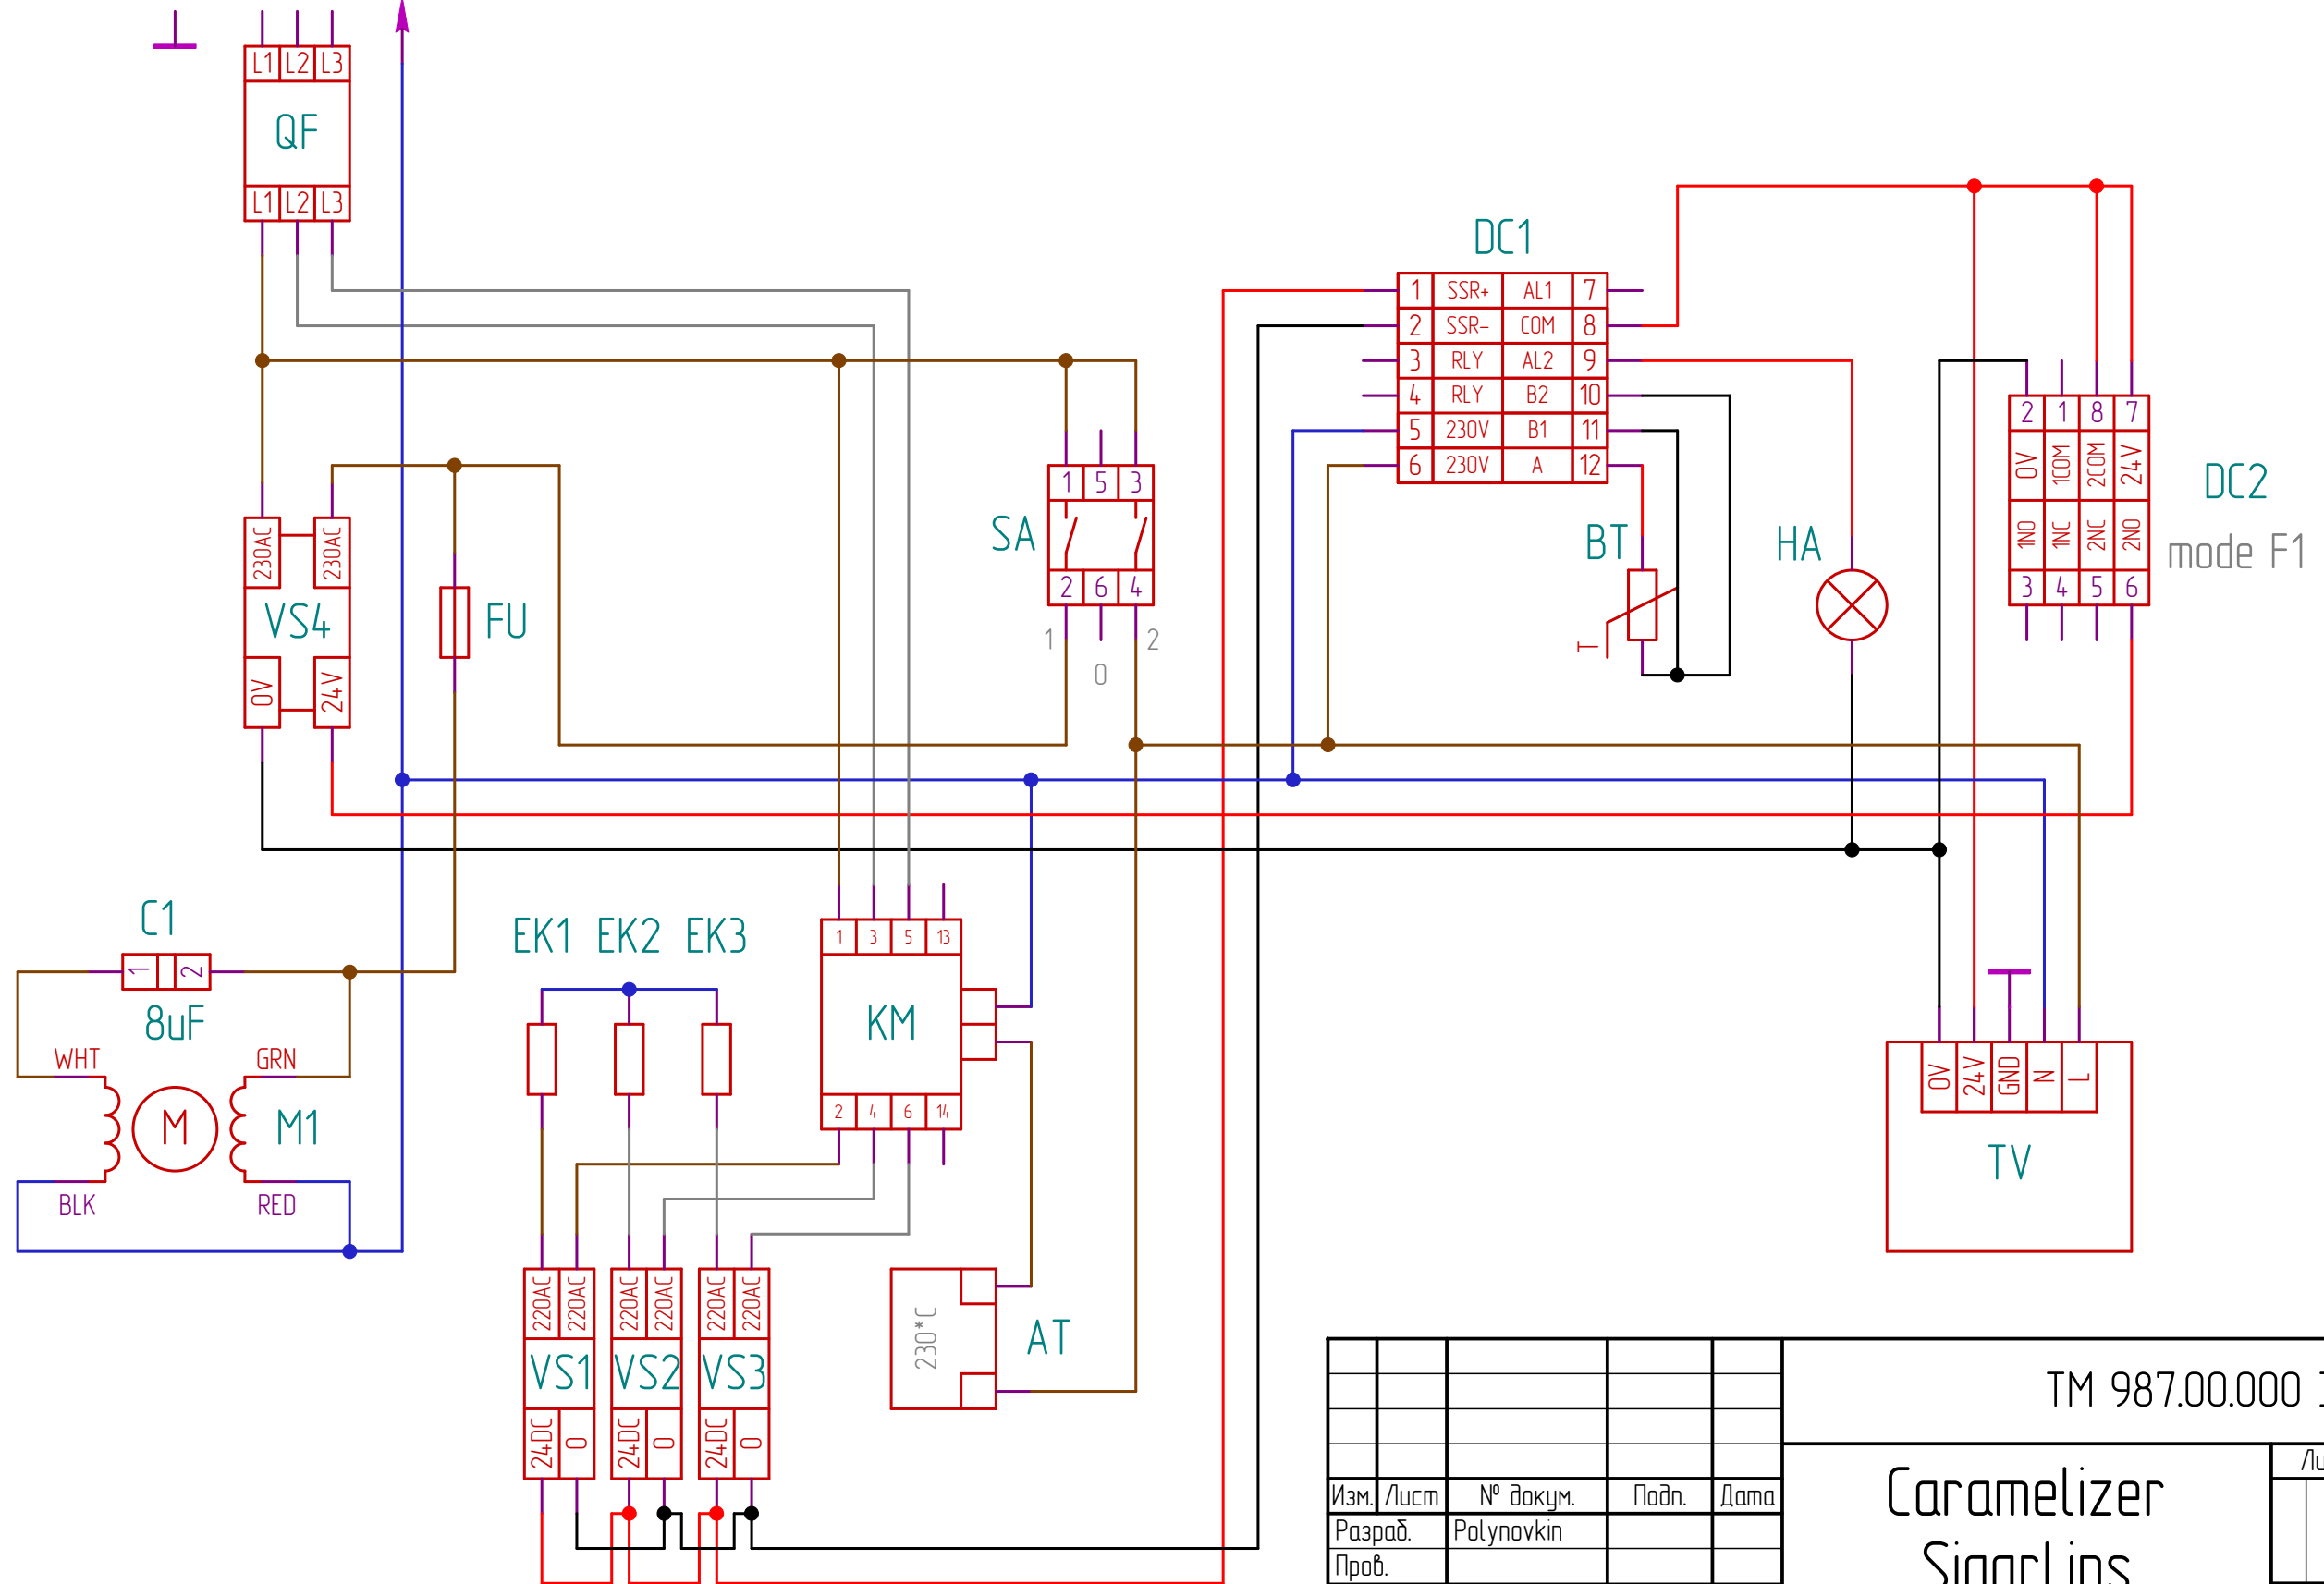 L1 L2 L3
QF
L1 L2 L3
DC1
1 SSR+ AL1 7
2 SSR- COM 8
3 RLY AL2 9
4 RLY B2 10
5 230V B1 11
6 230V A 12
2 1 8 7
0V 1COM 2COM 24V
1NO 1NC 2NC 2NO
3 4 5 6
DC2
mode F1
1 5 3
SA
2 6 4
1 0 2
BT
T
HA
230AC 230AC
VS4
0V 24V
FU
C1
1 2
8uF
WHT GRN
M M1
BLK RED
EK1 EK2 EK3
1 3 5 13
KM
2 4 6 14
0V 24V GND N L
TV
220AC 220AC 220AC 220AC 220AC 220AC
VS1 VS2 VS3
24DC 0 24DC 0 24DC 0
230*C
AT
TM 987.00.000
Изм. Лист № докум. Подп. Дата
Разраб. Polynovkin
Пров.
Caramelizer